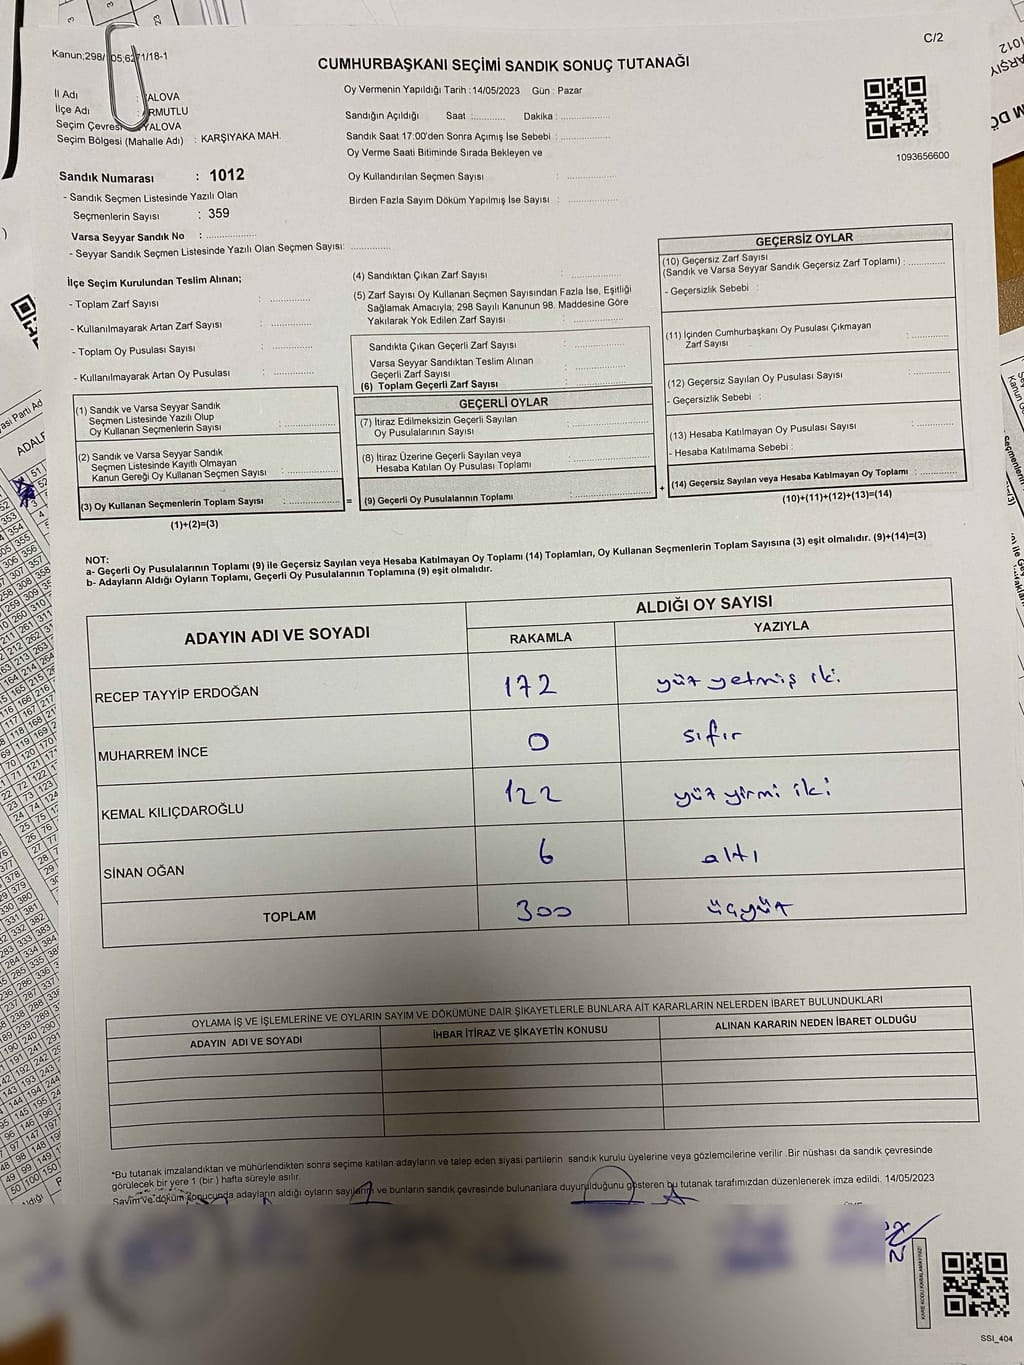 C/2
Kanun;298/ 05;6271/18-1
CUMHURBAŞKANI SEÇİMİ SANDIK SONUÇ TUTANAĞI
İl Adı : YALOVA
İlçe Adı : ARMUTLU
Seçim Çevresi : YALOVA
Seçim Bölgesi (Mahalle Adı) : KARŞIYAKA MAH.
Oy Vermenin Yapıldığı Tarih :14/05/2023 Gün : Pazar
Sandığın Açıldığı Saat :........... Dakika : ................
Sandık Saat 17:00'den Sonra Açımış İse Sebebi : ................
Oy Verme Saati Bitiminde Sırada Bekleyen ve
Oy Kullandırılan Seçmen Sayısı : ................
Birden Fazla Sayım Döküm Yapılmış İse Sayısı : ................
1093656600
Sandık Numarası : 1012
- Sandık Seçmen Listesinde Yazılı Olan
Seçmenlerin Sayısı : 359
Varsa Seyyar Sandık No : ................
- Seyyar Sandık Seçmen Listesinde Yazılı Olan Seçmen Sayısı: .............
İlçe Seçim Kurulundan Teslim Alınan;
- Toplam Zarf Sayısı : .............
- Kullanılmayarak Artan Zarf Sayısı : .............
- Toplam Oy Pusulası Sayısı : .............
- Kullanılmayarak Artan Oy Pusulası : .............
(1) Sandık ve Varsa Seyyar Sandık
Seçmen Listesinde Yazılı Olup
Oy Kullanan Seçmenlerin Sayısı : ................
(2) Sandık ve Varsa Seyyar Sandık
Seçmen Listesinde Kayıtlı Olmayan
Kanun Gereği Oy Kullanan Seçmen Sayısı : ................
(3) Oy Kullanan Seçmenlerin Toplam Sayısı : ................ =
(1)+(2)=(3)
(4) Sandıktan Çıkan Zarf Sayısı : ................
(5) Zarf Sayısı Oy Kullanan Seçmen Sayısından Fazla İse, Eşitliği
Sağlamak Amacıyla; 298 Sayılı Kanunun 98. Maddesine Göre
Yakılarak Yok Edilen Zarf Sayısı : ................
Sandıkta Çıkan Geçerli Zarf Sayısı : ................
Varsa Seyyar Sandıktan Teslim Alınan
Geçerli Zarf Sayısı : ................
(6) Toplam Geçerli Zarf Sayısı : ................
GEÇERLİ OYLAR
(7) İtiraz Edilmeksizin Geçerli Sayılan
Oy Pusulalarının Sayısı : ................
(8) İtiraz Üzerine Geçerli Sayılan veya
Hesaba Katılan Oy Pusulası Toplamı : ................
(9) Geçerli Oy Pusulalarının Toplamı : ................ +
GEÇERSİZ OYLAR
(10) Geçersiz Zarf Sayısı
(Sandık ve Varsa Seyyar Sandık Geçersiz Zarf Toplamı) : ............
- Geçersizlik Sebebi :
(11) İçinden Cumhurbaşkanı Oy Pusulası Çıkmayan
Zarf Sayısı : ............
(12) Geçersiz Sayılan Oy Pusulası Sayısı : ............
- Geçersizlik Sebebi :
(13) Hesaba Katılmayan Oy Pusulası Sayısı : ............
- Hesaba Katılmama Sebebi :
(14) Geçersiz Sayılan veya Hesaba Katılmayan Oy Toplamı : ............
(10)+(11)+(12)+(13)=(14)
NOT:
a- Geçerli Oy Pusulalarının Toplamı (9) ile Geçersiz Sayılan veya Hesaba Katılmayan Oy Toplamı (14) Toplamları, Oy Kullanan Seçmenlerin Toplam Sayısına (3) eşit olmalıdır. (9)+(14)=(3)
b- Adayların Aldığı Oyların Toplamı, Geçerli Oy Pusulalarının Toplamına (9) eşit olmalıdır.
ADAYIN ADI VE SOYADI
ALDIĞI OY SAYISI
RAKAMLA YAZIYLA
RECEP TAYYİP ERDOĞAN 172 yüz yetmiş iki
MUHARREM İNCE 0 sıfır
KEMAL KILIÇDAROĞLU 122 yüz yirmi iki
SİNAN OĞAN 6 altı
TOPLAM 300 üçyüz
OYLAMA İŞ VE İŞLEMLERİNE VE OYLARIN SAYIM VE DÖKÜMÜNE DAİR ŞİKAYETLERLE BUNLARA AİT KARARLARIN NELERDEN İBARET BULUNDUKLARI
ADAYIN ADI VE SOYADI İHBAR İTİRAZ VE ŞİKAYETİN KONUSU ALINAN KARARIN NEDEN İBARET OLDUĞU
*Bu tutanak imzalandıktan ve mühürlendikten sonra seçime katılan adayların ve talep eden siyasi partilerin sandık kurulu üyelerine veya gözlemcilerine verilir .Bir nüshası da sandık çevresinde
görülecek bir yere 1 (bir ) hafta süreyle asılır.
Sayım ve döküm sonucunda adayların aldığı oyların sayılarını ve bunların sandık çevresinde bulunanlara duyurulduğunu gösteren bu tutanak tarafımızdan düzenlenerek imza edildi. 14/05/2023
KARE KODU KARALAMAYINIZ!
SSI_404